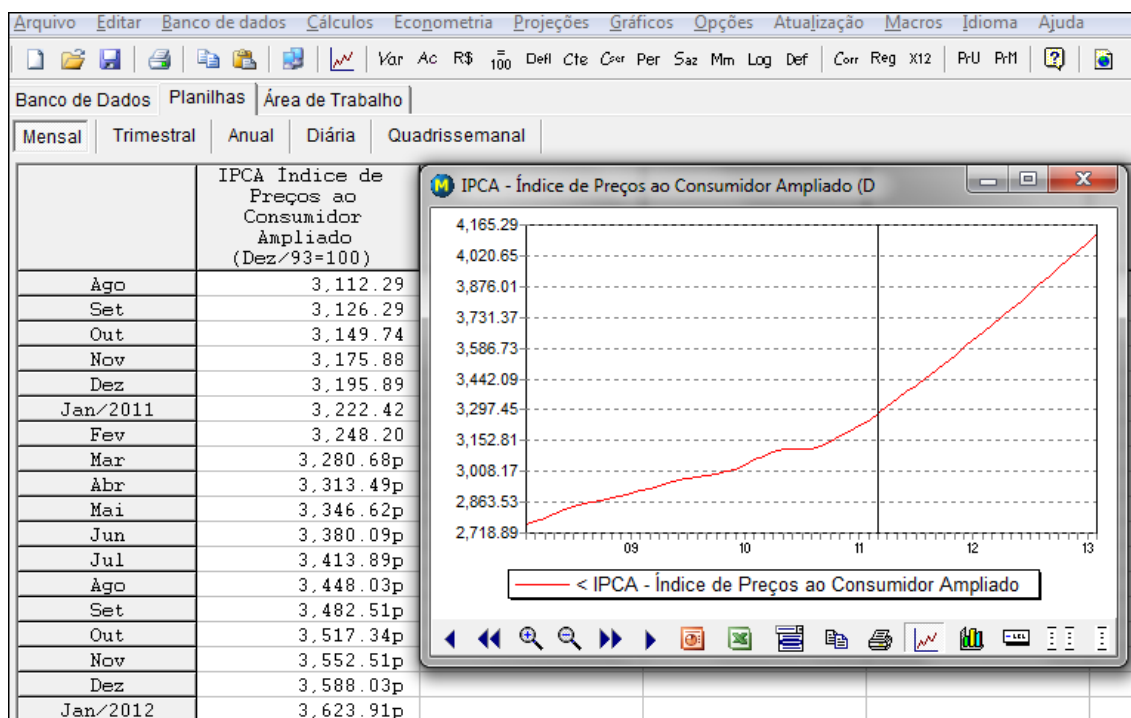 Arquivo Editar Banco de dados Cálculos Econometria Projeções Gráficos Opções Atualização Macros Idioma Ajuda
Var Ac R$ =100 Defl Cte Per Saz Mm Log Def Corr Reg X12 PrU PrM
Banco de Dados Planilhas Área de Trabalho
Mensal Trimestral Anual Diária Quadrissemanal
IPCA Índice de
Preços ao
Consumidor
Ampliado
(Dez/93=100)
Ago 3,112.29
Set 3,126.29
Out 3,149.74
Nov 3,175.88
Dez 3,195.89
Jan/2011 3,222.42
Fev 3,248.20
Mar 3,280.68p
Abr 3,313.49p
Mai 3,346.62p
Jun 3,380.09p
Jul 3,413.89p
Ago 3,448.03p
Set 3,482.51p
Out 3,517.34p
Nov 3,552.51p
Dez 3,588.03p
Jan/2012 3,623.91p
IPCA - Índice de Preços ao Consumidor Ampliado (D
4,165.29
4,020.65
3,876.01
3,731.37
3,586.73
3,442.09
3,297.45
3,152.81
3,008.17
2,863.53
2,718.89
09 10 11 12 13
< IPCA - Índice de Preços ao Consumidor Ampliado